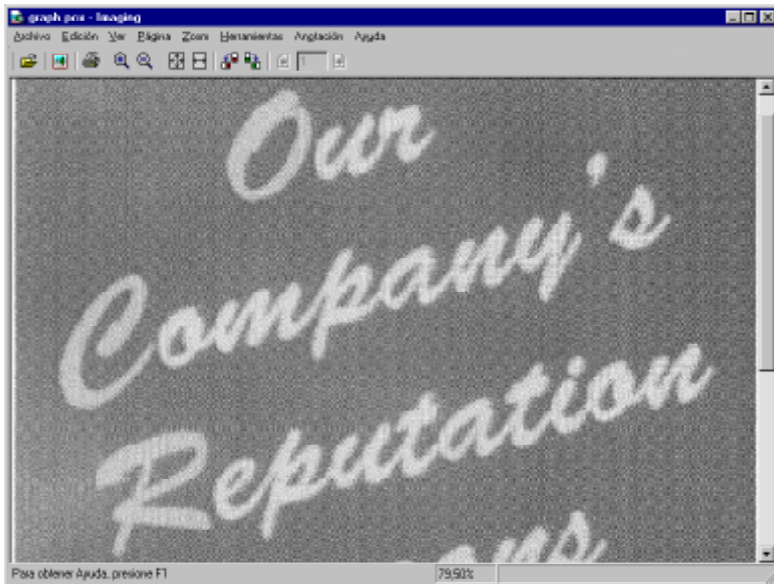 graph.pcx - Imaging
Archivo Edición Ver Página Zoom Herramientas Anotación Ayuda
1
Our
Company's
Reputation
Para obtener Ayuda, presione F1 79,50%